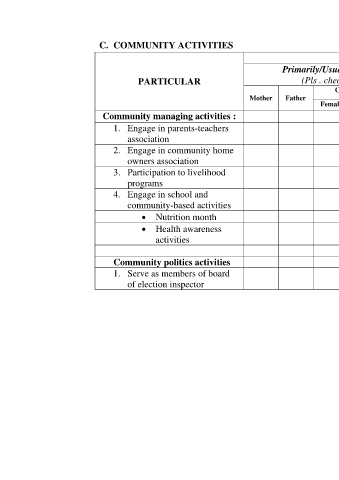 C. COMMUNITY ACTIVITIES
Primarily/Usu
PARTICULAR
(Pls . che
Mother
Father
C
Femal
Community managing activities :
1. Engage in parents-teachers
association
2. Engage in community home
owners association
3. Participation to livelihood
programs
4. Engage in school and
community-based activities
• Nutrition month
• Health awareness
activities
Community politics activities
1. Serve as members of board
of election inspector